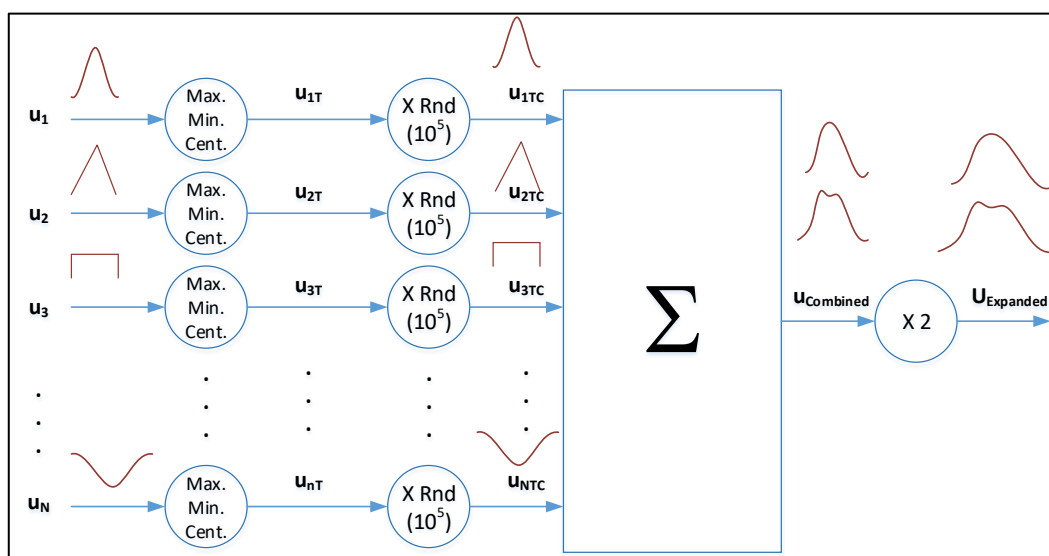 u1
Max.
Min.
Cent.
u1T
X Rnd
(10^5)
u1TC
u2
Max.
Min.
Cent.
u2T
X Rnd
(10^5)
u2TC
u3
Max.
Min.
Cent.
u3T
X Rnd
(10^5)
u3TC
Σ
uCombined
X 2
UExpanded
uN
Max.
Min.
Cent.
unT
X Rnd
(10^5)
uNTC